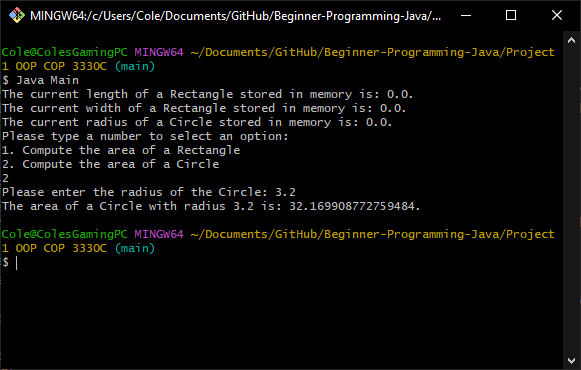 MINGW64:/c/Users/Cole/Documents/GitHub/Beginner-Programming-Java/...
Cole@ColesGamingPC MINGW64 ~/Documents/GitHub/Beginner-Programming-Java/Project
1 OOP COP 3330C (main)
$ Java Main
The current length of a Rectangle stored in memory is: 0.0.
The current width of a Rectangle stored in memory is: 0.0.
The current radius of a Circle stored in memory is: 0.0.
Please type a number to select an option:
1. Compute the area of a Rectangle
2. Compute the area of a Circle
2
Please enter the radius of the Circle: 3.2
The area of a Circle with radius 3.2 is: 32.169908772759484.
Cole@ColesGamingPC MINGW64 ~/Documents/GitHub/Beginner-Programming-Java/Project
1 OOP COP 3330C (main)
$